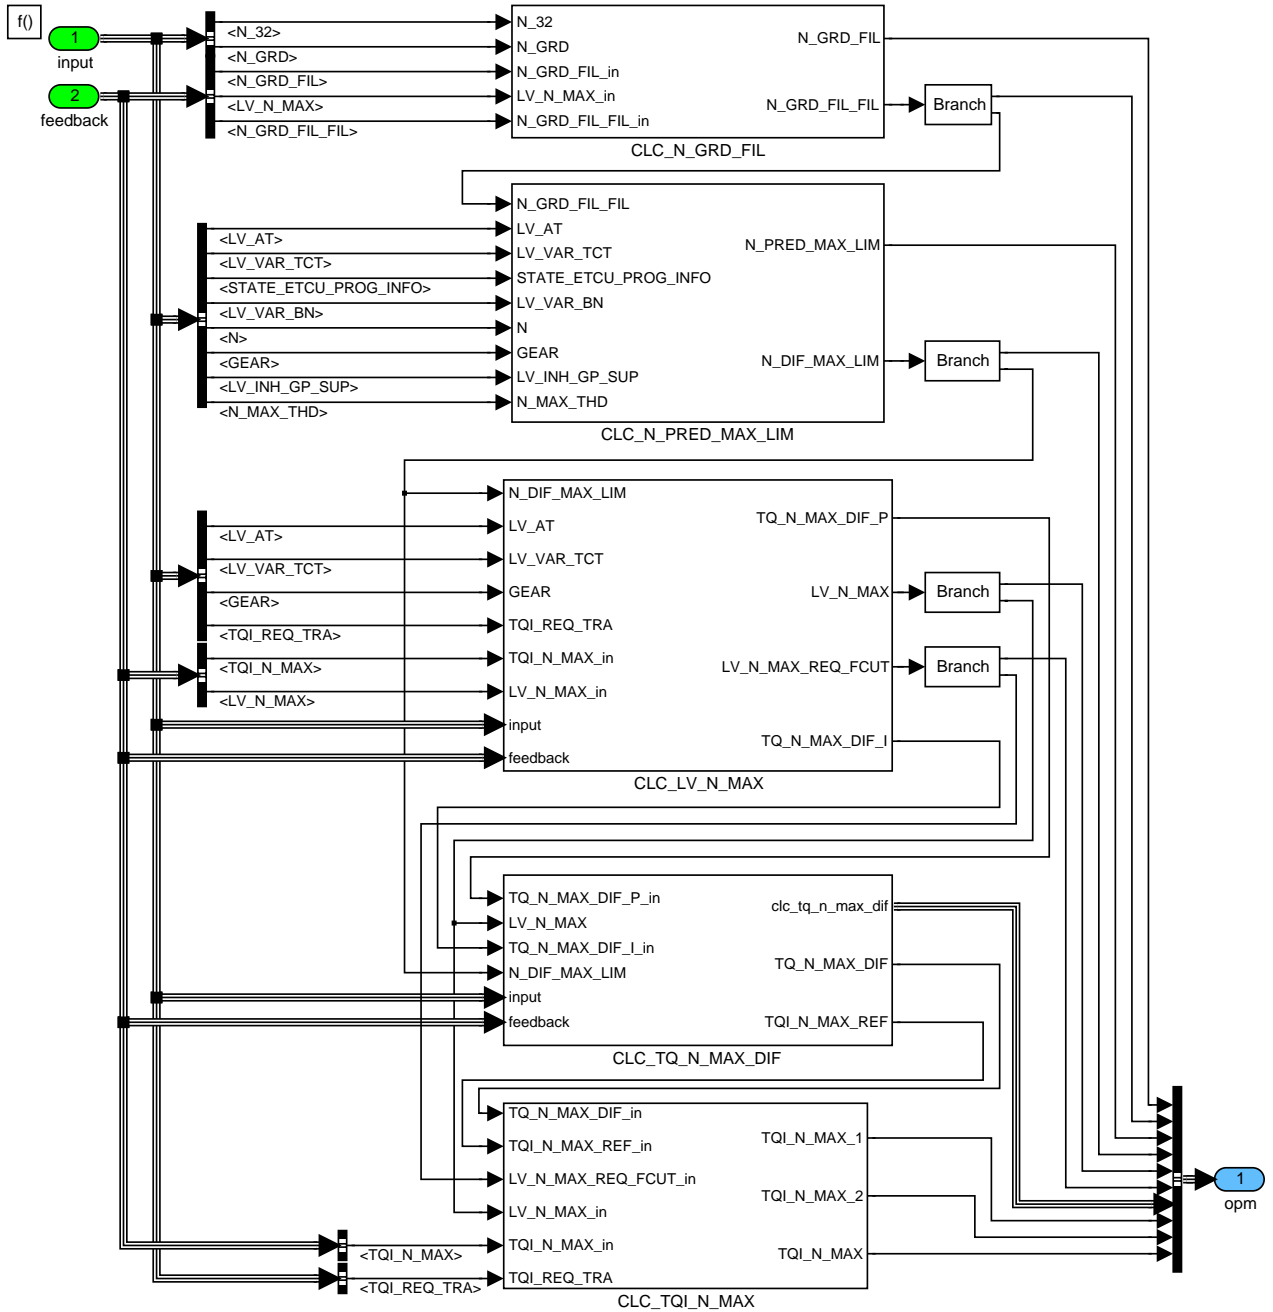 f()
1
input
2
feedback
<N_32>
<N_GRD>
<N_GRD_FIL>
<LV_N_MAX>
<N_GRD_FIL_FIL>
N_32
N_GRD
N_GRD_FIL_in
LV_N_MAX_in
N_GRD_FIL_FIL_in
N_GRD_FIL
N_GRD_FIL_FIL
Branch
CLC_N_GRD_FIL
<LV_AT>
<LV_VAR_TCT>
<STATE_ETCU_PROG_INFO>
<LV_VAR_BN>
<N>
<GEAR>
<LV_INH_GP_SUP>
<N_MAX_THD>
N_GRD_FIL_FIL
LV_AT
LV_VAR_TCT
STATE_ETCU_PROG_INFO
LV_VAR_BN
N
GEAR
LV_INH_GP_SUP
N_MAX_THD
N_PRED_MAX_LIM
N_DIF_MAX_LIM
Branch
CLC_N_PRED_MAX_LIM
<LV_AT>
<LV_VAR_TCT>
<GEAR>
<TQI_REQ_TRA>
<TQI_N_MAX>
<LV_N_MAX>
N_DIF_MAX_LIM
LV_AT
LV_VAR_TCT
GEAR
TQI_REQ_TRA
TQI_N_MAX_in
LV_N_MAX_in
input
feedback
TQ_N_MAX_DIF_P
LV_N_MAX
LV_N_MAX_REQ_FCUT
TQ_N_MAX_DIF_I
Branch
Branch
CLC_LV_N_MAX
TQ_N_MAX_DIF_P_in
LV_N_MAX
TQ_N_MAX_DIF_I_in
N_DIF_MAX_LIM
input
feedback
clc_tq_n_max_dif
TQ_N_MAX_DIF
TQI_N_MAX_REF
CLC_TQ_N_MAX_DIF
<TQI_N_MAX>
<TQI_REQ_TRA>
TQ_N_MAX_DIF_in
TQI_N_MAX_REF_in
LV_N_MAX_REQ_FCUT_in
LV_N_MAX_in
TQI_N_MAX_in
TQI_REQ_TRA
TQI_N_MAX_1
TQI_N_MAX_2
TQI_N_MAX
CLC_TQI_N_MAX
1
opm